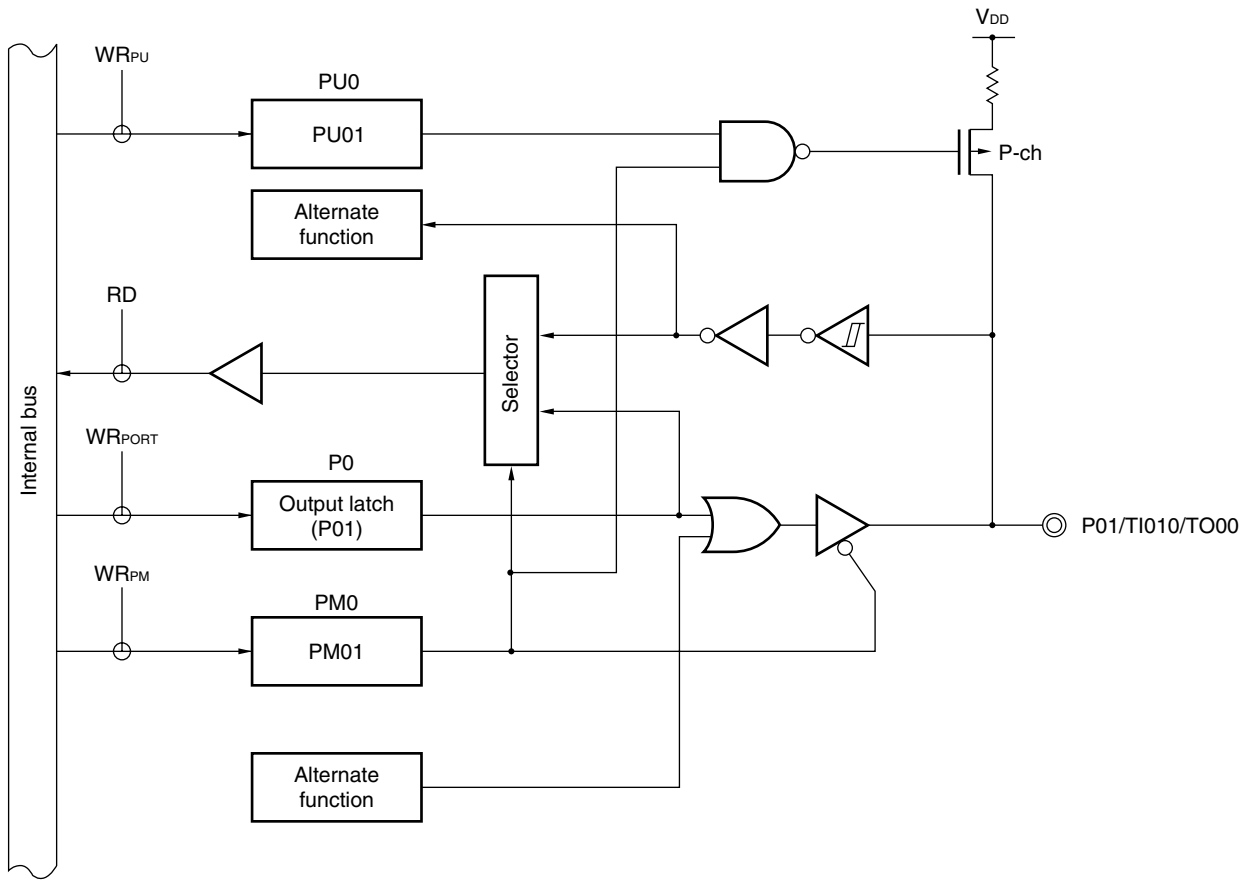 VDD
WRPU
PU0
PU01
P-ch
Alternate
function
RD
Selector
Internal bus
WRPORT
P0
Output latch
(P01)
P01/TI010/TO00
WRPM
PM0
PM01
Alternate
function